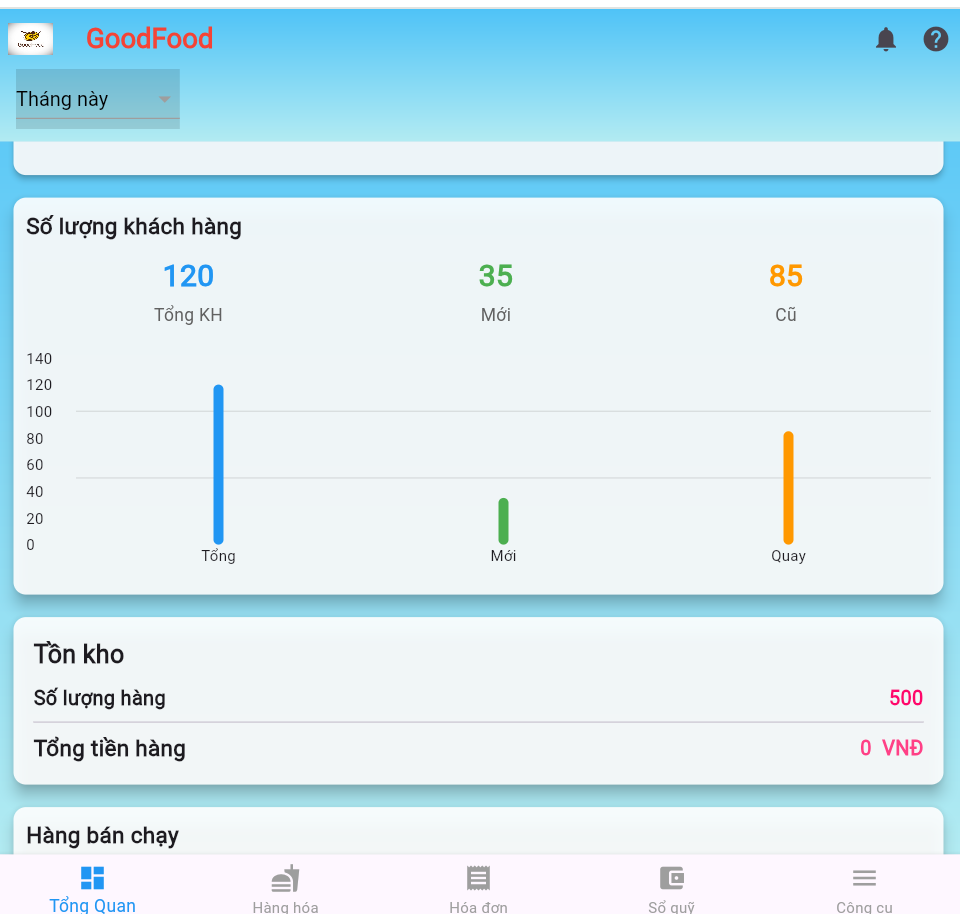 GoodFood
Tháng này
Số lượng khách hàng
120 35 85
Tổng KH Mới Cũ
140
120
100
80
60
40
20
0
Tổng Mới Quay
Tồn kho
Số lượng hàng 500
Tổng tiền hàng 0 VNĐ
Hàng bán chạy
Tổng Quan Hàng hóa Hóa đơn Sổ quỹ Công cụ